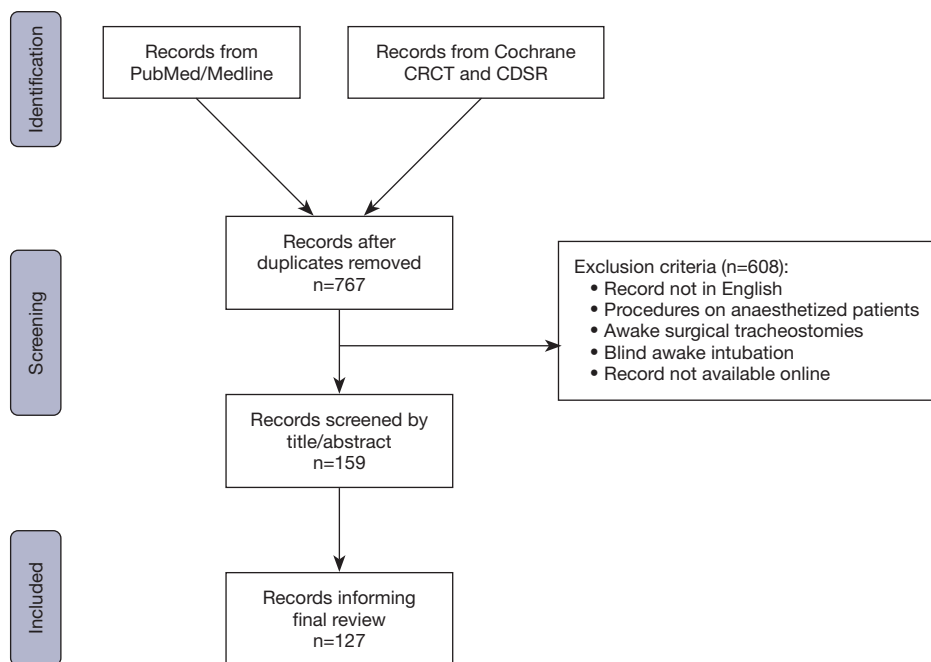 Identification
Records from
PubMed/Medline
Records from Cochrane
CRCT and CDSR
Screening
Records after
duplicates removed
n=767
Exclusion criteria (n=608):
• Record not in English
• Procedures on anaesthetized patients
• Awake surgical tracheostomies
• Blind awake intubation
• Record not available online
Records screened by
title/abstract
n=159
Included
Records informing
final review
n=127